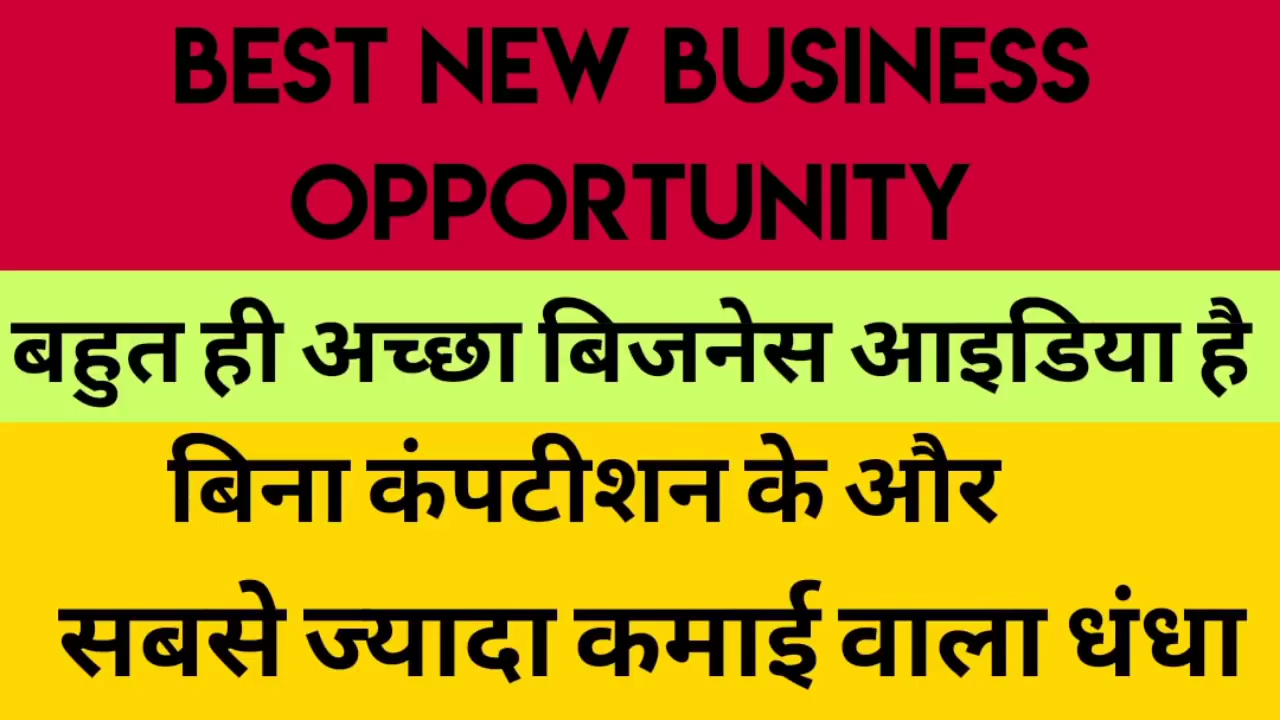 BEST NEW BUSINESS
OPPORTUNITY
बहुत ही अच्छा बिजनेस आइडिया है
बिना कंपटीशन के और
सबसे ज्यादा कमाई वाला धंधा